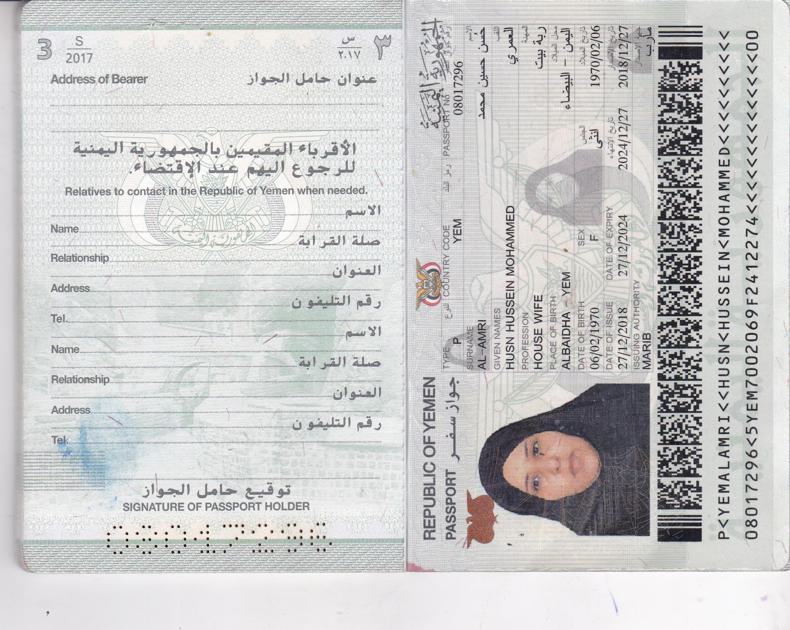 3
S
2017
س
٢٠١٧
٣
Address of Bearer
عنوان حامل الجواز
الأقرباء المقيمين بالجمهورية اليمنية
للرجوع اليهم عند الإقتضاء
Relatives to contact in the Republic of Yemen when needed.
Name
الاسم
Relationship
صلة القرابة
Address
العنوان
Tel.
رقم التليفون
Name
الاسم
Relationship
صلة القرابة
Address
العنوان
Tel.
رقم التليفون
توقيع حامل الجواز
SIGNATURE OF PASSPORT HOLDER
REPUBLIC OF YEMEN الجمهورية اليمنية
PASSPORT جواز سفر
TYPE النوع COUNTRY CODE رمز البلد PASSPORT No رقم الجواز
P YEM 08017296
SURNAME الاسم
AL-AMRI حُسن حسين محمد
GIVEN NAMES اللقب
HUSN HUSSEIN MOHAMMED العمري
PROFESSION المهنة
HOUSE WIFE ربة بيت
PLACE OF BIRTH محل الميلاد
ALBAIDHA - YEM اليمن - البيضاء
DATE OF BIRTH SEX الجنس تاريخ الميلاد
06/02/1970 F أنثى 1970/02/06
DATE OF ISSUE DATE OF EXPIRY تاريخ الانتهاء تاريخ الإصدار
27/12/2018 27/12/2024 2024/12/27 2018/12/27
ISSUING AUTHORITY جهة الإصدار
MARIB مأرب
P<YEMALAMRI<<HUSN<HUSSEIN<MOHAMMED<<<<<<<<<<
08017296<5YEM7002069F2412274<<<<<<<<<<<<<<00